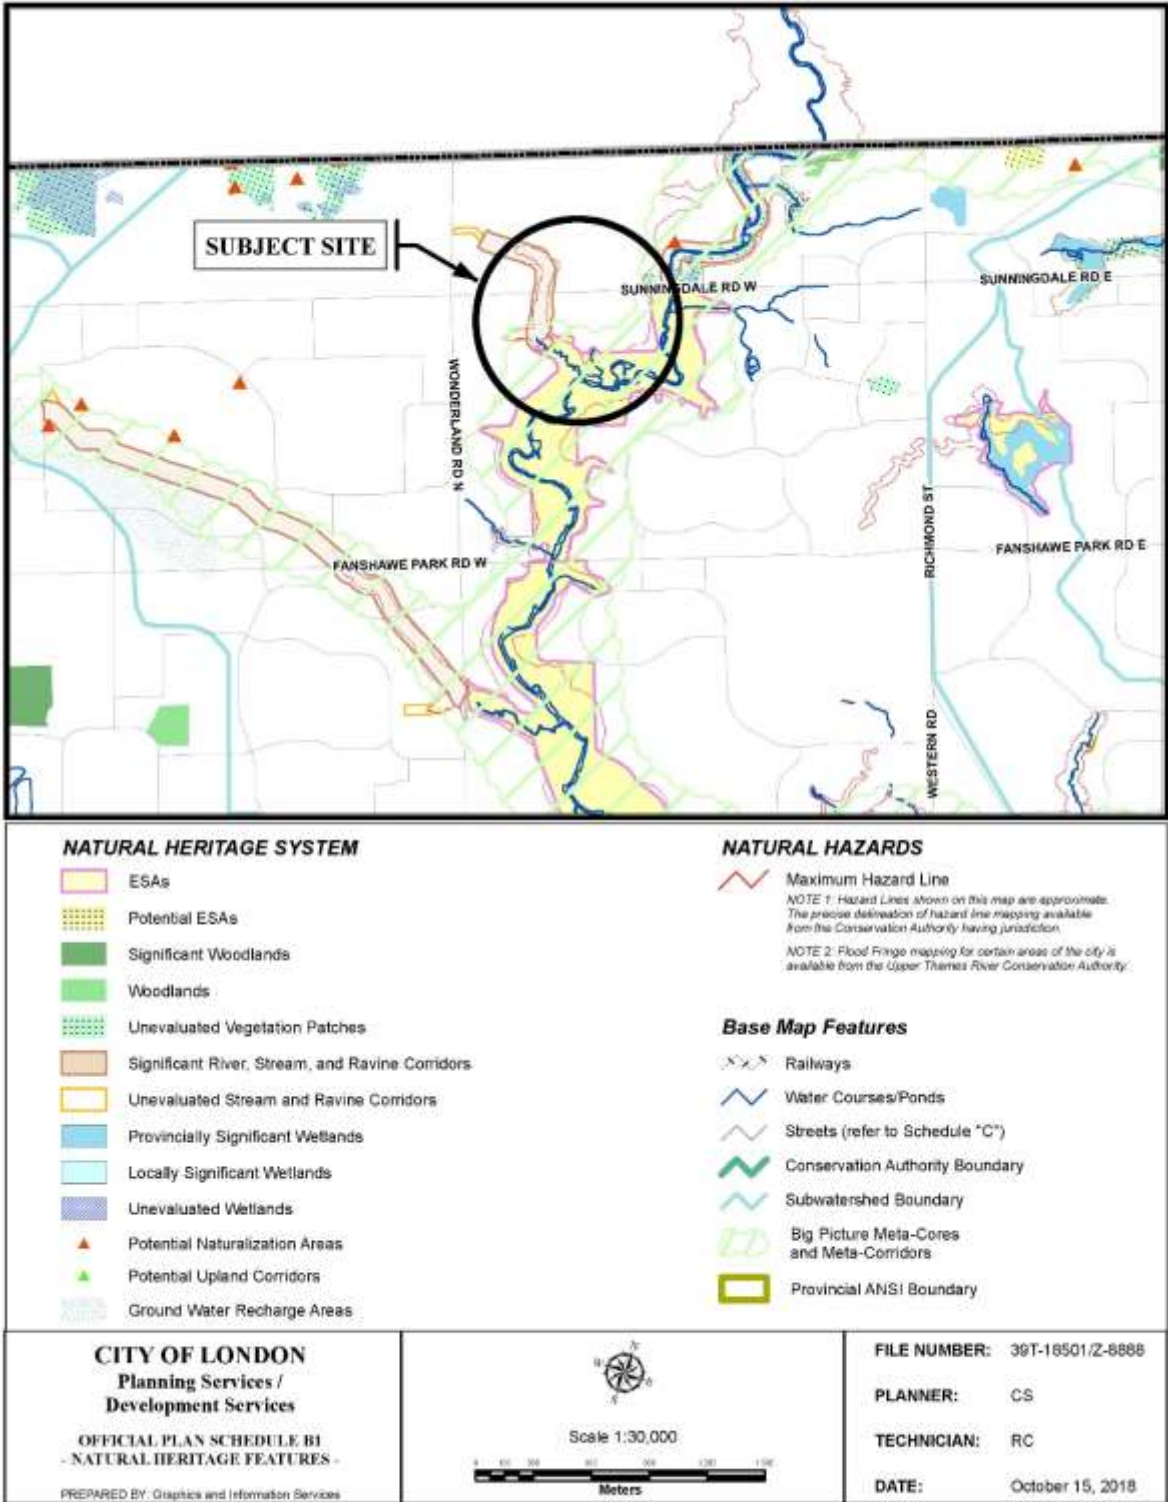 SUBJECT SITE
SUNNINGDALE RD W
SUNNINGDALE RD E
WONDERLAND RD N
FANSHAWE PARK RD W
RICHMOND ST
FANSHAWE PARK RD E
WESTERN RD
NATURAL HERITAGE SYSTEM
ESAs
Potential ESAs
Significant Woodlands
Woodlands
Unevaluated Vegetation Patches
Significant River, Stream, and Ravine Corridors
Unevaluated Stream and Ravine Corridors
Provincially Significant Wetlands
Locally Significant Wetlands
Unevaluated Wetlands
Potential Naturalization Areas
Potential Upland Corridors
Ground Water Recharge Areas
NATURAL HAZARDS
Maximum Hazard Line
NOTE 1: Hazard Lines shown on this map are approximate.
The precise delineation of hazard line mapping available
from the Conservation Authority having jurisdiction.
NOTE 2: Flood Fringe mapping for certain areas of the city is
available from the Upper Thames River Conservation Authority.
Base Map Features
Railways
Water Courses/Ponds
Streets (refer to Schedule "C")
Conservation Authority Boundary
Subwatershed Boundary
Big Picture Meta-Cores
and Meta-Corridors
Provincial ANSI Boundary
CITY OF LONDON
Planning Services /
Development Services
OFFICIAL PLAN SCHEDULE B1
- NATURAL HERITAGE FEATURES -
PREPARED BY: Graphics and Information Services
Scale 1:30,000
Meters
FILE NUMBER: 39T-18501/Z-8888
PLANNER: CS
TECHNICIAN: RC
DATE: October 15, 2018